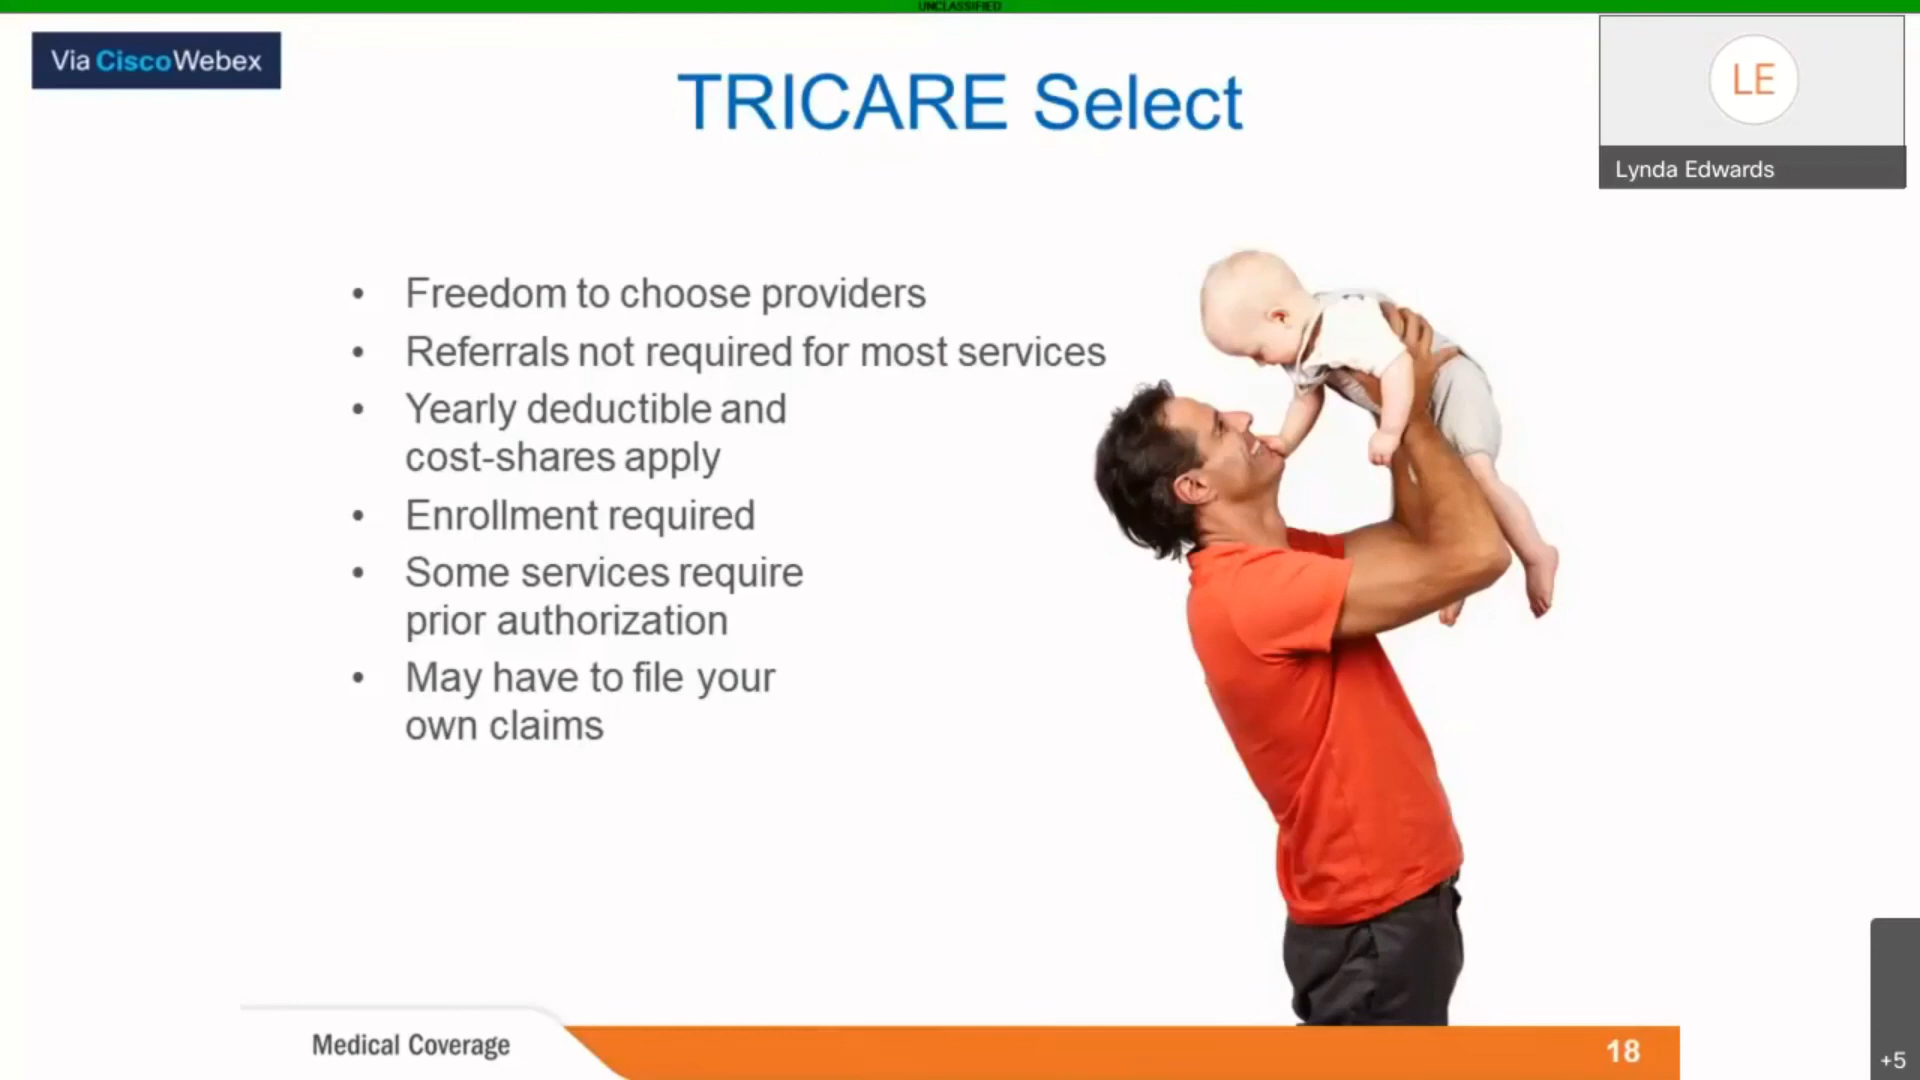 UNCLASSIFIED
Via CiscoWebex
TRICARE Select
LE
Lynda Edwards
• Freedom to choose providers
• Referrals not required for most services
• Yearly deductible and
cost-shares apply
• Enrollment required
• Some services require
prior authorization
• May have to file your
own claims
Medical Coverage
18
+5